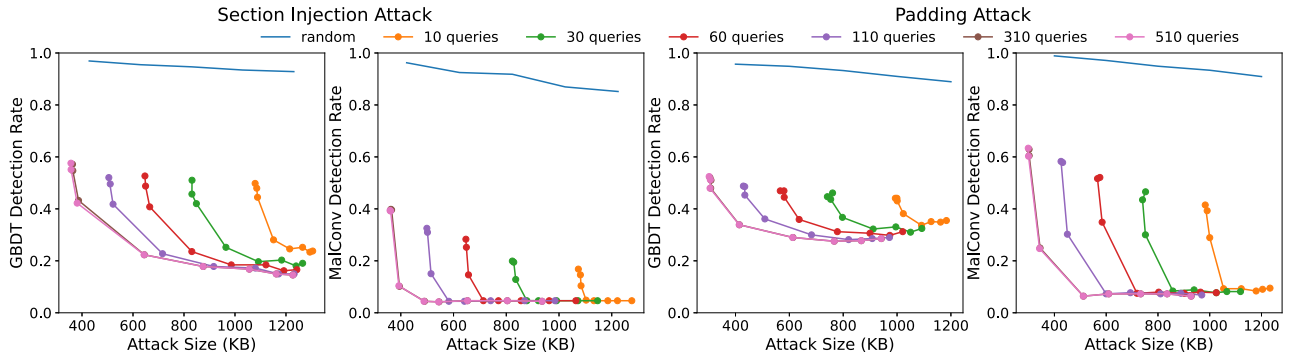 Section Injection Attack
Padding Attack
random
10 queries
30 queries
60 queries
110 queries
310 queries
510 queries
GBDT Detection Rate
1.0
0.8
0.6
0.4
0.2
0.0
400 600 800 1000 1200
Attack Size (KB)
MalConv Detection Rate
1.0
0.8
0.6
0.4
0.2
0.0
400 600 800 1000 1200
Attack Size (KB)
GBDT Detection Rate
1.0
0.8
0.6
0.4
0.2
0.0
400 600 800 1000 1200
Attack Size (KB)
MalConv Detection Rate
1.0
0.8
0.6
0.4
0.2
0.0
400 600 800 1000 1200
Attack Size (KB)